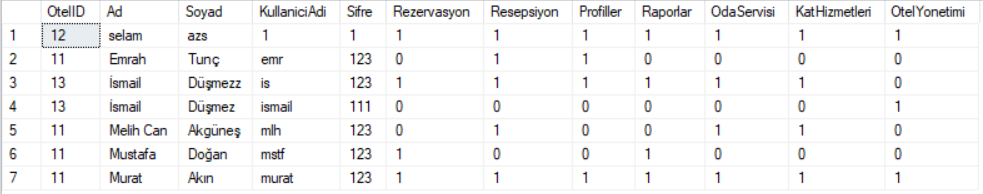 OtelID Ad Soyad KullaniciAdi Sifre Rezervasyon Resepsiyon Profiller Raporlar OdaServisi KatHizmetleri OtelYonetimi
1 12 selam azs 1 1 1 1 1 1 1 1 1
2 11 Emrah Tunç emr 123 0 1 1 0 0 0 0
3 13 İsmail Düşmezz is 123 1 1 1 1 1 1 0
4 13 İsmail Düşmez ismail 111 0 0 0 0 0 0 1
5 11 Melih Can Akgüneş mlh 123 0 1 0 0 1 1 0
6 11 Mustafa Doğan mstf 123 1 0 0 1 0 0 0
7 11 Murat Akın murat 123 1 1 1 1 1 1 1